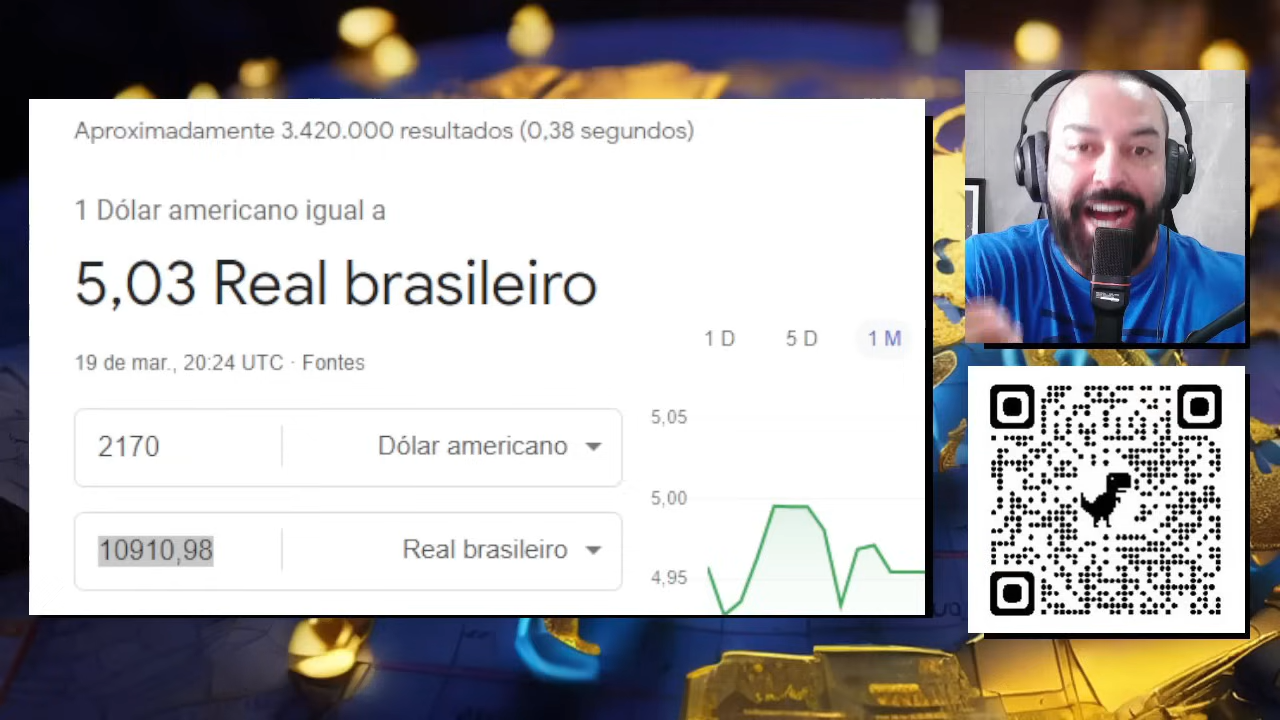 Aproximadamente 3.420.000 resultados (0,38 segundos)
1 Dólar americano igual a
5,03 Real brasileiro
19 de mar., 20:24 UTC · Fontes
1 D 5 D 1 M
2170 Dólar americano
10910,98 Real brasileiro
5,05
5,00
4,95